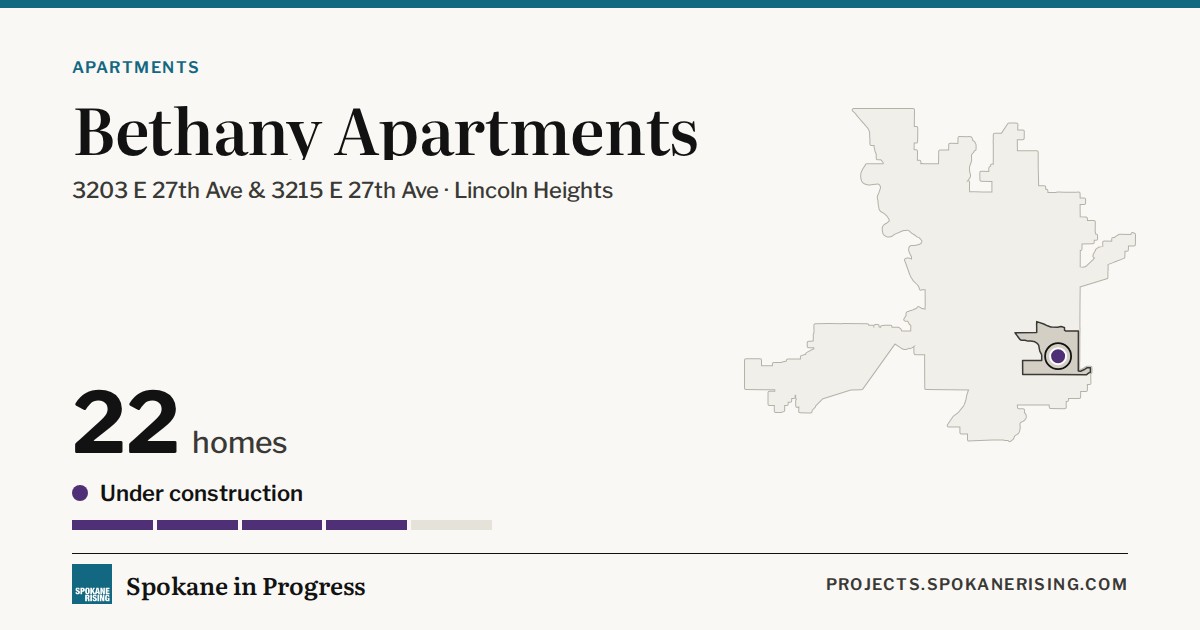 APARTMENTS
Bethany Apartments
3203 E 27th Ave & 3215 E 27th Ave · Lincoln Heights
22 homes
Under construction
SPOKANE
RISING
Spokane in Progress
PROJECTS.SPOKANERISING.COM